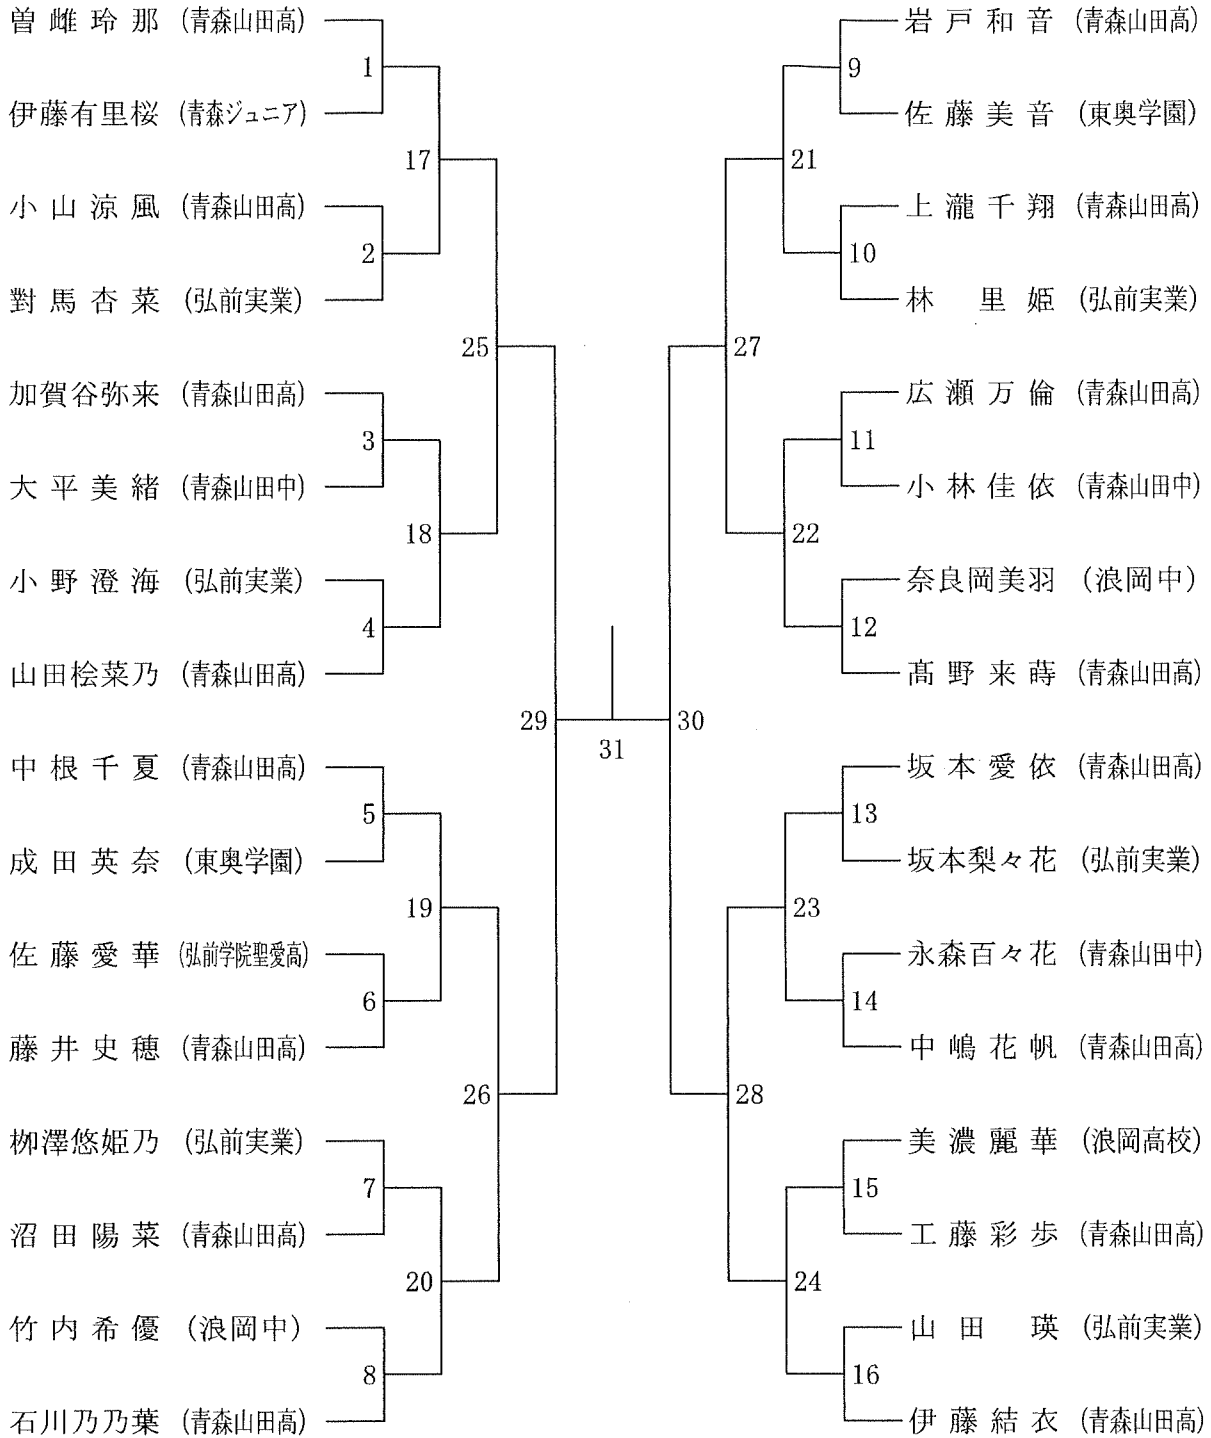 曽雌玲那 (青森山田高)
1
伊藤有里桜 (青森ジュニア)
17
小山涼風 (青森山田高)
2
對馬杏菜 (弘前実業)
25
加賀谷弥来 (青森山田高)
3
大平美緒 (青森山田中)
18
小野澄海 (弘前実業)
4
山田桧菜乃 (青森山田高)
29
中根千夏 (青森山田高)
5
成田英奈 (東奥学園)
19
佐藤愛華 (弘前学院聖愛高)
6
藤井史穂 (青森山田高)
26
栁澤悠姫乃 (弘前実業)
7
沼田陽菜 (青森山田高)
20
竹内希優 (浪岡中)
8
石川乃乃葉 (青森山田高)
31
岩戸和音 (青森山田高)
9
佐藤美音 (東奥学園)
21
上瀧千翔 (青森山田高)
10
林 里姫 (弘前実業)
27
広瀬万倫 (青森山田高)
11
小林佳依 (青森山田中)
22
奈良岡美羽 (浪岡中)
12
髙野来蒔 (青森山田高)
30
坂本愛依 (青森山田高)
13
坂本梨々花 (弘前実業)
23
永森百々花 (青森山田中)
14
中嶋花帆 (青森山田高)
28
美濃麗華 (浪岡高校)
15
工藤彩歩 (青森山田高)
24
山田 瑛 (弘前実業)
16
伊藤結衣 (青森山田高)